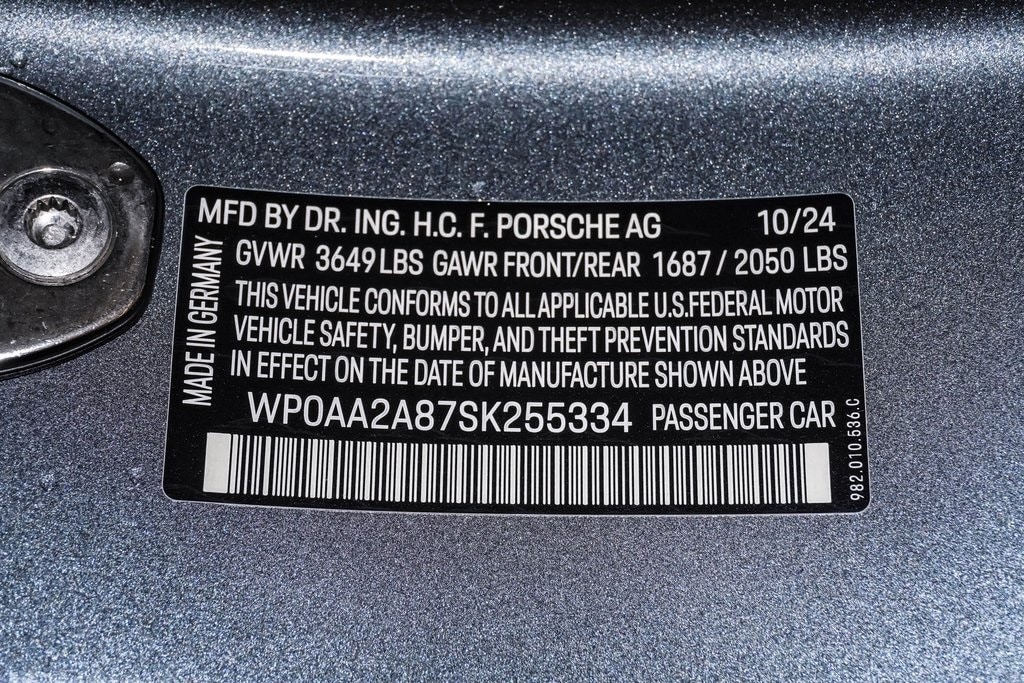 MFD BY DR. ING. H.C. F. PORSCHE AG 10/24
GVWR 3649 LBS GAWR FRONT/REAR 1687 / 2050 LBS
THIS VEHICLE CONFORMS TO ALL APPLICABLE U.S.FEDERAL MOTOR
VEHICLE SAFETY, BUMPER, AND THEFT PREVENTION STANDARDS
IN EFFECT ON THE DATE OF MANUFACTURE SHOWN ABOVE
WP0AA2A87SK255334 PASSENGER CAR
MADE IN GERMANY
982.010.536.C